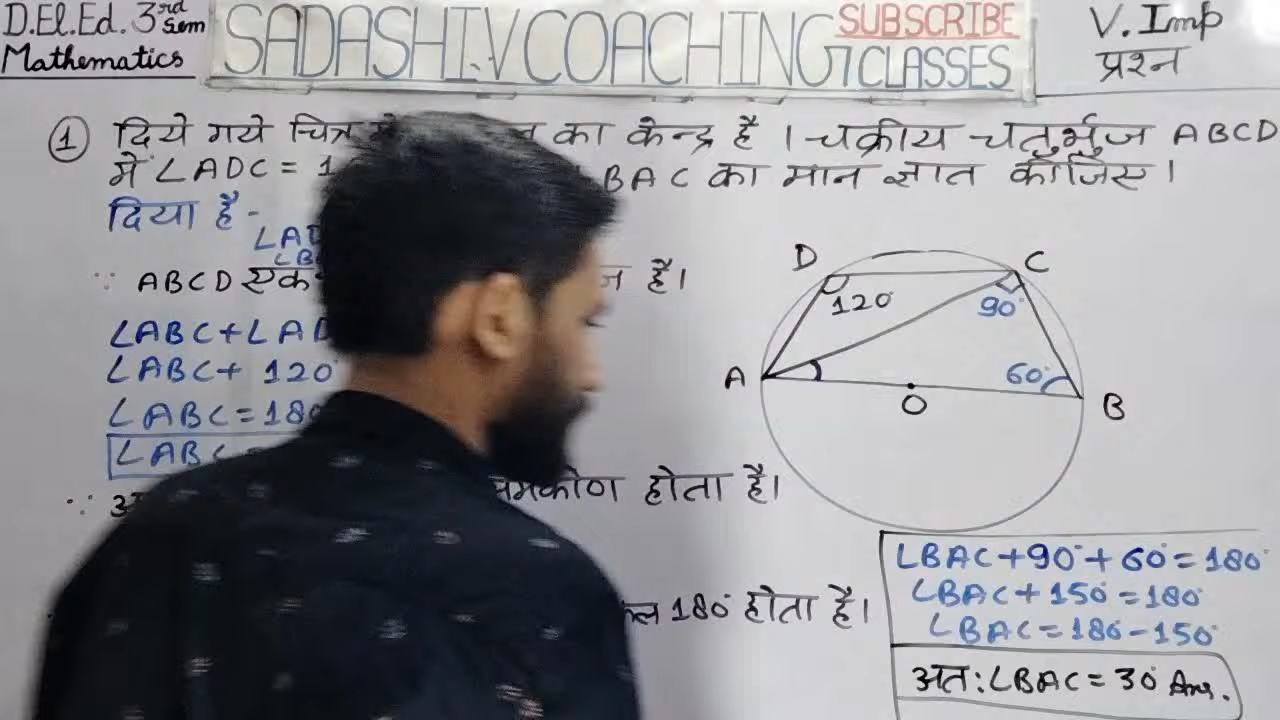 D.El.Ed. 3rd Sem
Mathematics
SADASHIV COACHING CLASSES
SUBSCRIBE
V. Imp
प्रश्न
① दिये गये चित्र का केन्द्र है । चक्रीय चतुर्भुज ABCD
में ∠ADC = 1 BAC का मान ज्ञात कीजिए ।
दिया है -
∠AD
∠B
∵ ABCD एक ज है।
∠ABC + ∠AD
∠ABC + 120°
∠ABC = 180
∠ABC =
∵ समकोण होता है।
180° होता है।
D
C
120°
90°
A
60°
B
O
∠BAC + 90° + 60° = 180°
∠BAC + 150° = 180°
∠BAC = 180 - 150°
अत: ∠BAC = 30° Ans.